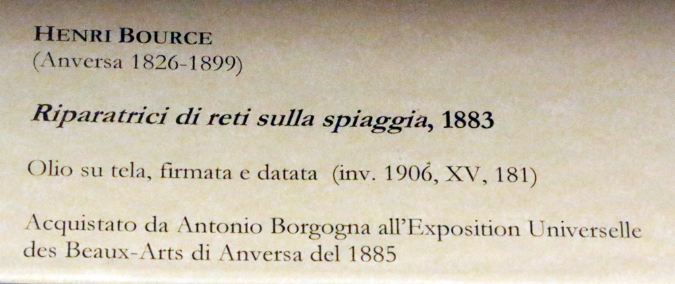 HENRI BOURCE
(Anversa 1826-1899)
Riparatrici di reti sulla spiaggia, 1883
Olio su tela, firmata e datata (inv. 1906, XV, 181)
Acquistato da Antonio Borgogna all'Exposition Universelle
des Beaux-Arts di Anversa del 1885